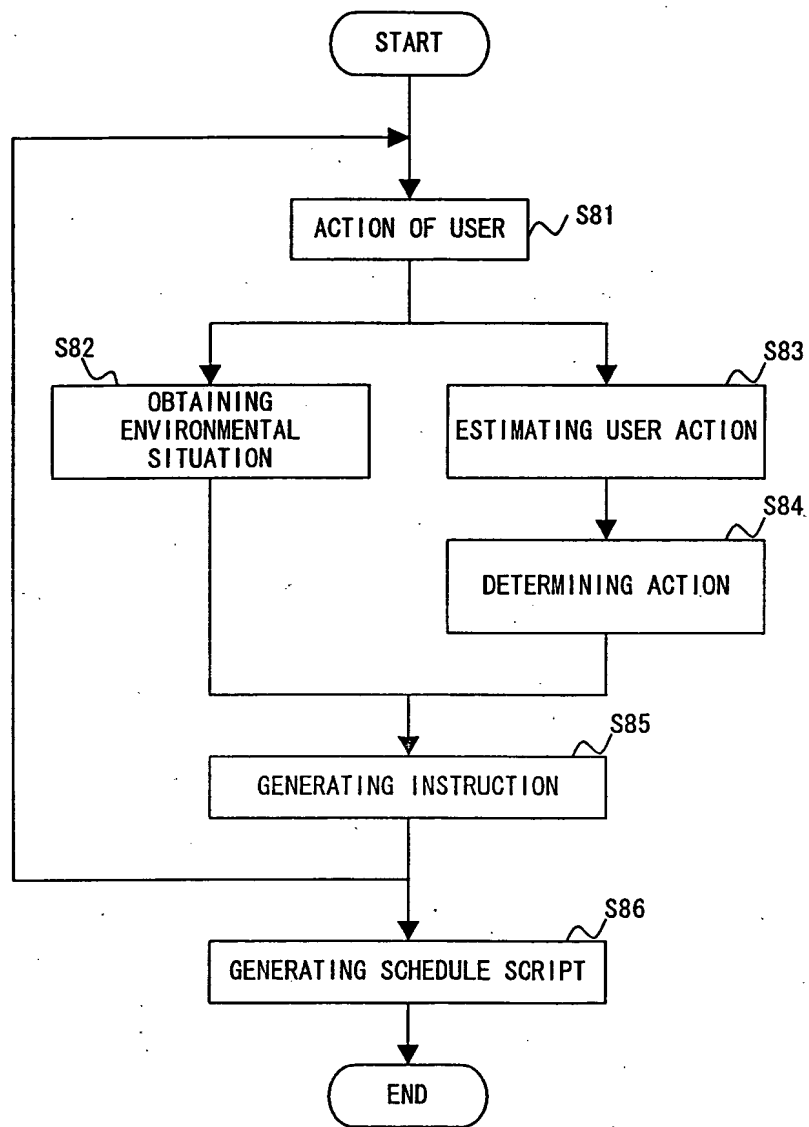 START
ACTION OF USER
S81
S82
OBTAINING
ENVIRONMENTAL
SITUATION
S83
ESTIMATING USER ACTION
S84
DETERMINING ACTION
S85
GENERATING INSTRUCTION
S86
GENERATING SCHEDULE SCRIPT
END